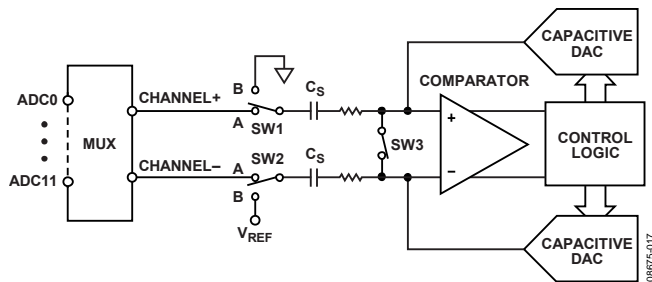 CAPACITIVE
DAC
B
CHANNEL+
A
SW1
CS
COMPARATOR
ADC0
MUX
ADC11
+
−
SW3
CONTROL
LOGIC
CHANNEL−
A
SW2
CS
B
VREF
CAPACITIVE
DAC
08675-017